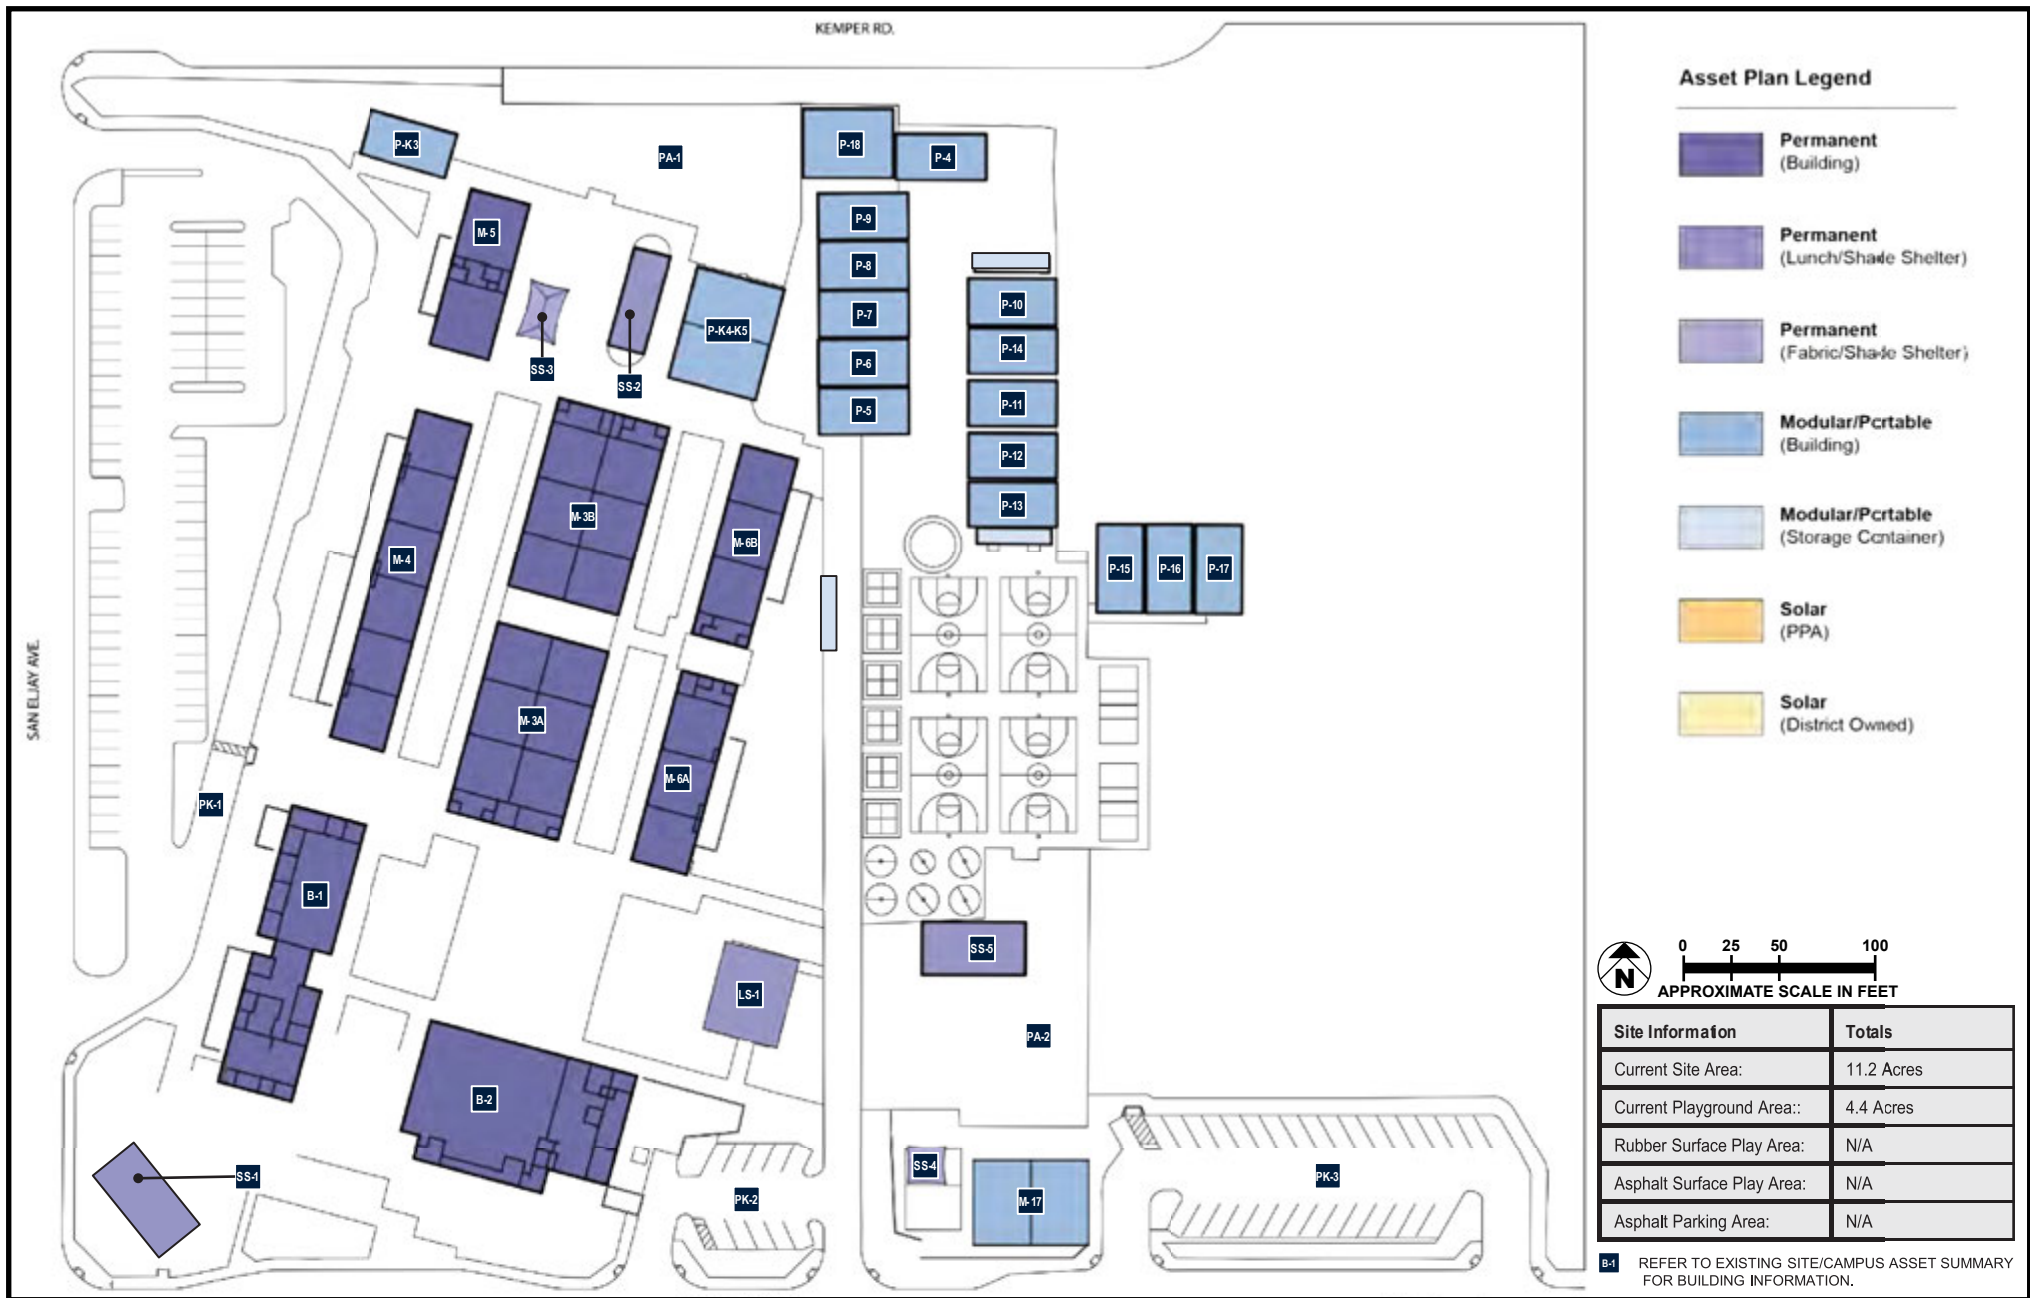 KEMPER RD.
SAN ELJAY AVE.
P-K3
PA-1
P-18
P-4
M-5
P-9
P-8
P-7
P-6
P-5
SS-3
SS-2
P-K4-K5
P-10
P-14
P-11
P-12
P-13
P-15
P-16
P-17
M-4
M-3B
M-6B
M-3A
M-6A
PK-1
B-1
SS-5
LS-1
PA-2
B-2
SS-1
PK-2
SS-4
M-17
PK-3
Asset Plan Legend
Permanent
(Building)
Permanent
(Lunch/Shade Shelter)
Permanent
(Fabric/Shade Shelter)
Modular/Portable
(Building)
Modular/Portable
(Storage Container)
Solar
(PPA)
Solar
(District Owned)
N
0 25 50 100
APPROXIMATE SCALE IN FEET
Site Information Totals
Current Site Area: 11.2 Acres
Current Playground Area:: 4.4 Acres
Rubber Surface Play Area: N/A
Asphalt Surface Play Area: N/A
Asphalt Parking Area: N/A
B-1 REFER TO EXISTING SITE/CAMPUS ASSET SUMMARY
FOR BUILDING INFORMATION.